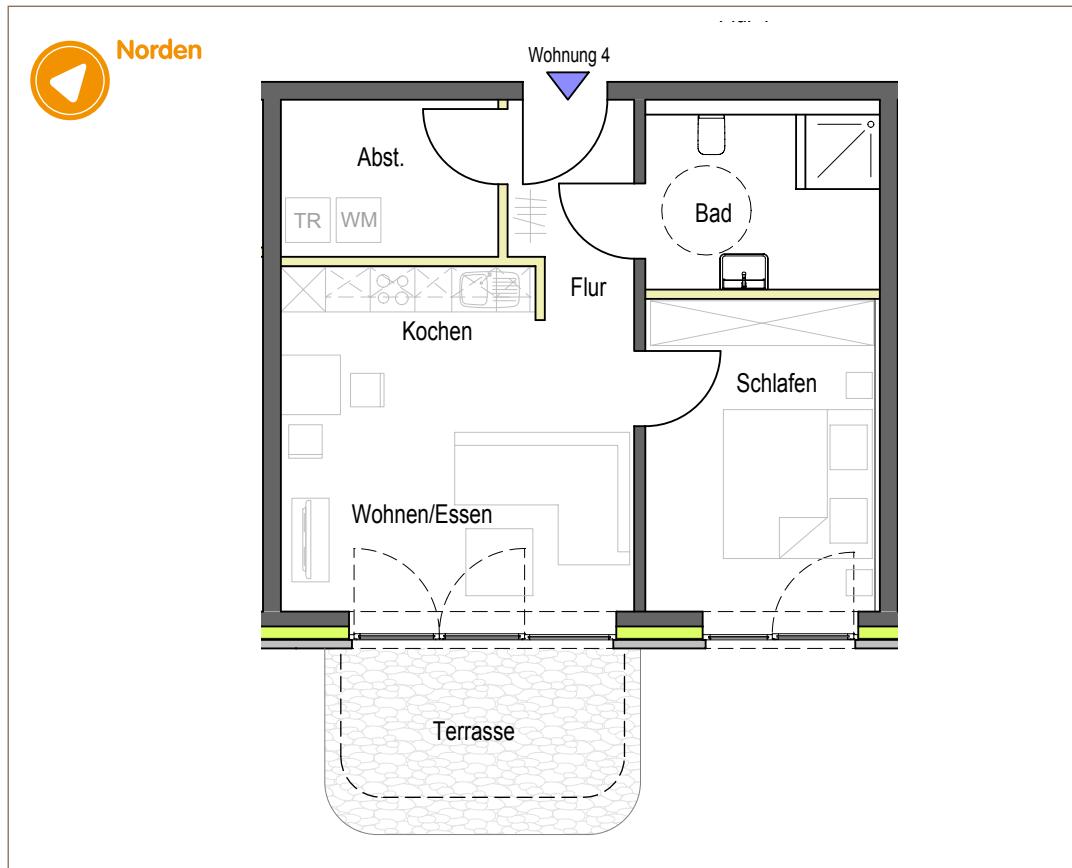 Norden
Wohnung 4
Abst.
TR
WM
Bad
Flur
Kochen
Schlafen
Wohnen/Essen
Terrasse